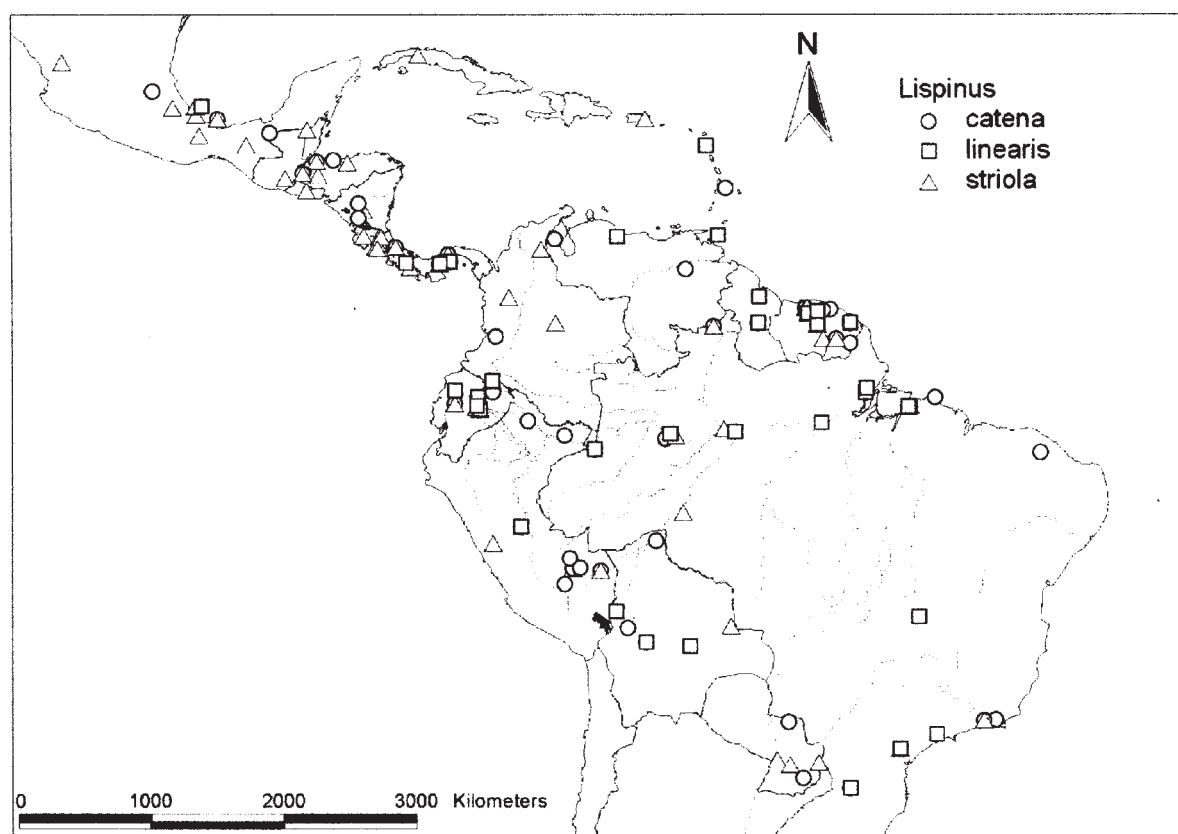 N
Lispinus
catena
linearis
striola
0 1000 2000 3000 Kilometers